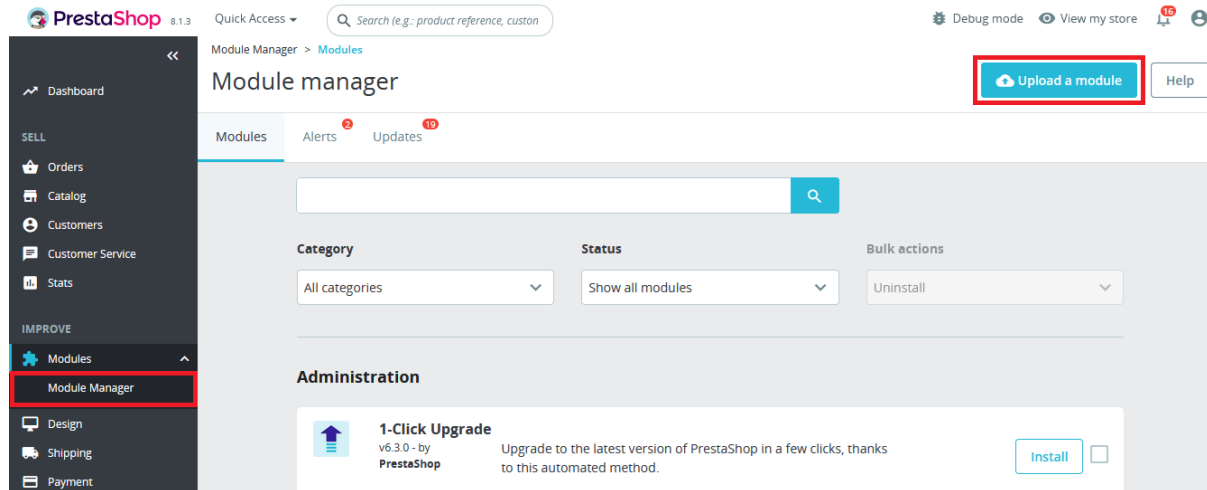 PrestaShop 8.1.3 Quick Access Search (e.g.: product reference, custon Debug mode View my store 16
Module Manager > Modules
Module manager
Upload a module Help
Modules Alerts 2 Updates 19
Dashboard
SELL
Orders
Catalog
Customers
Customer Service
Stats
IMPROVE
Modules
Module Manager
Design
Shipping
Payment
Category Status Bulk actions
All categories Show all modules Uninstall
Administration
1-Click Upgrade
v6.3.0 - by
PrestaShop
Upgrade to the latest version of PrestaShop in a few clicks, thanks
to this automated method.
Install